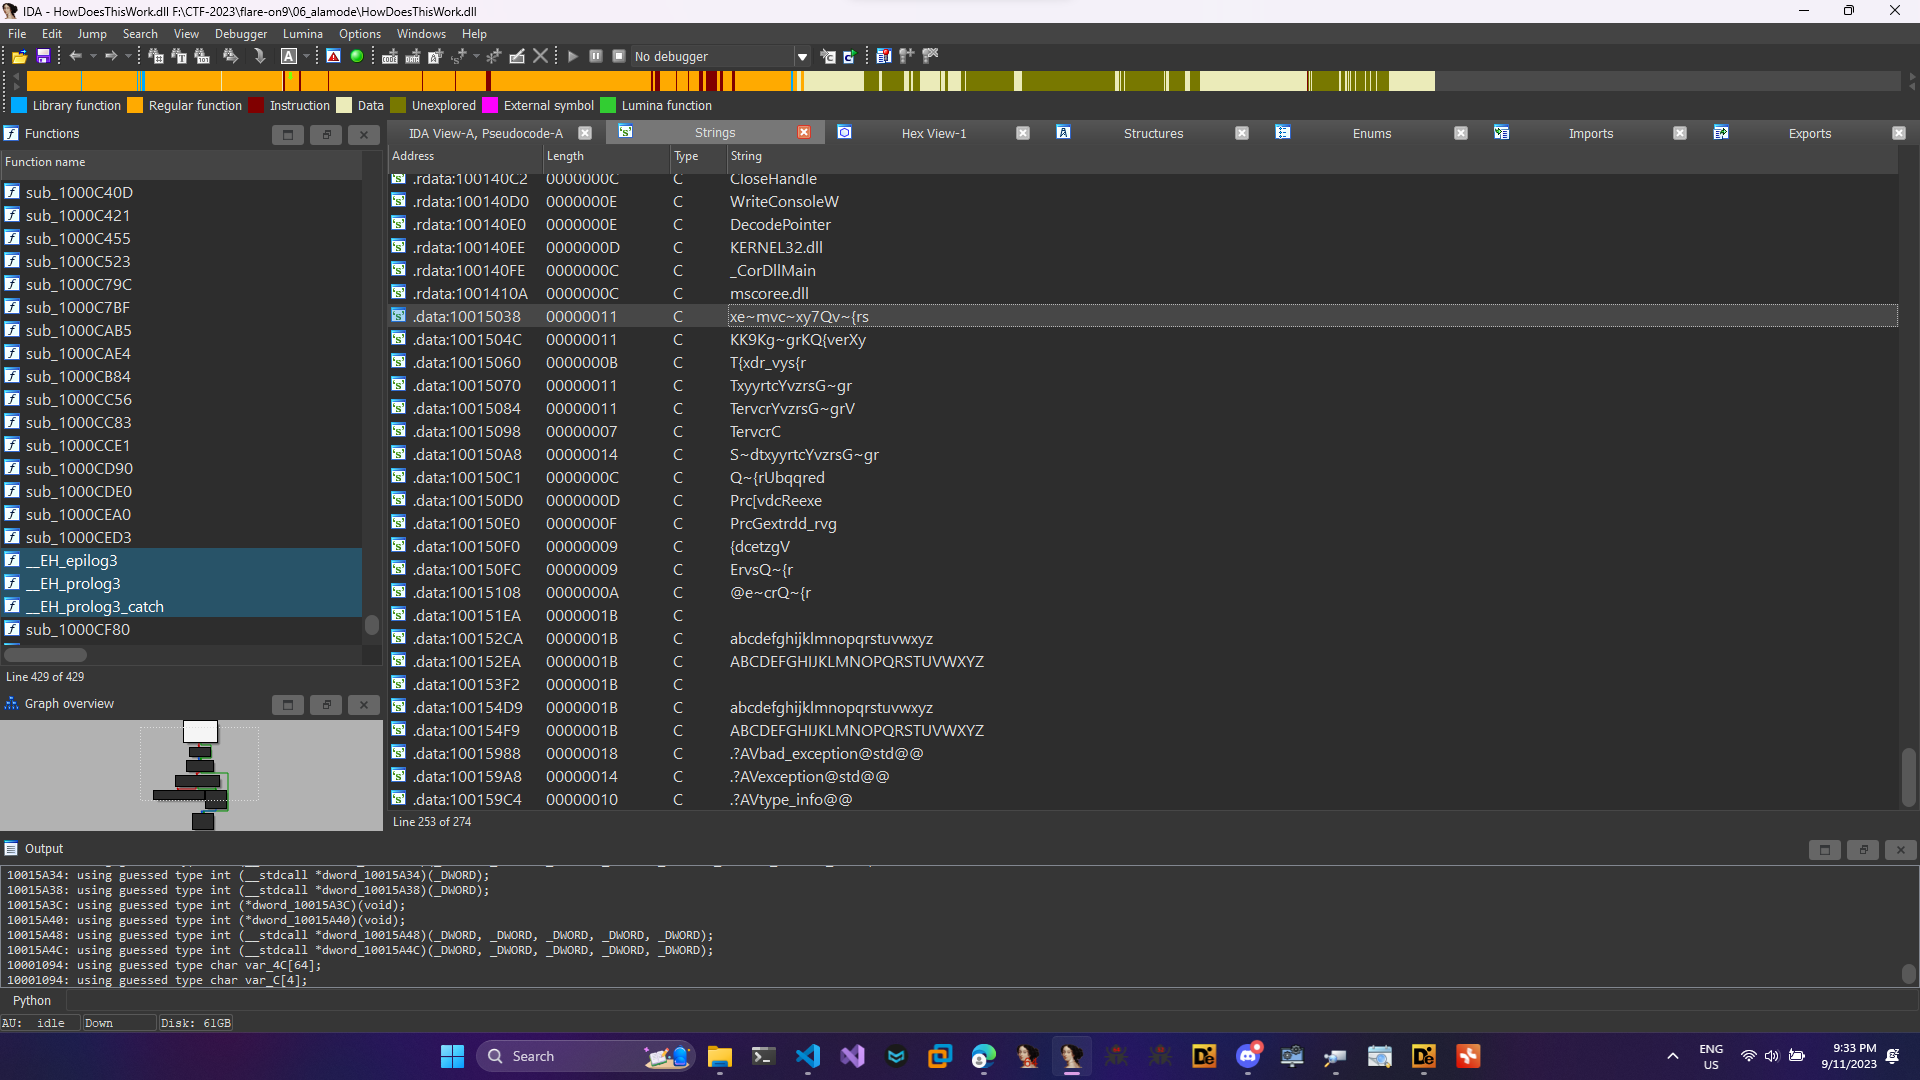 IDA - HowDoesThisWork.dll F:\CTF-2023\flare-on9\06_alamode\HowDoesThisWork.dll
File Edit Jump Search View Debugger Lumina Options Windows Help
No debugger
Library function Regular function Instruction Data Unexplored External symbol Lumina function
Functions
Function name
sub_1000C40D
sub_1000C421
sub_1000C455
sub_1000C523
sub_1000C79C
sub_1000C7BF
sub_1000CAB5
sub_1000CAE4
sub_1000CB84
sub_1000CC56
sub_1000CC83
sub_1000CCE1
sub_1000CD90
sub_1000CDE0
sub_1000CEA0
sub_1000CED3
__EH_epilog3
__EH_prolog3
__EH_prolog3_catch
sub_1000CF80
Line 429 of 429
Graph overview
IDA View-A, Pseudocode-A Strings Hex View-1 Structures Enums Imports Exports
Address Length Type String
.rdata:100140C2 0000000C C CloseHandle
.rdata:100140D0 0000000E C WriteConsoleW
.rdata:100140E0 0000000E C DecodePointer
.rdata:100140EE 0000000D C KERNEL32.dll
.rdata:100140FE 0000000C C _CorDllMain
.rdata:1001410A 0000000C C mscoree.dll
.data:10015038 00000011 C xe~mvc~xy7Qv~{rs
.data:1001504C 00000011 C KK9Kg~grKQ{verXy
.data:10015060 0000000B C T{xdr_vys{r
.data:10015070 00000011 C TxyyrtcYvzrsG~gr
.data:10015084 00000011 C TervcrYvzrsG~grV
.data:10015098 00000007 C TervcrC
.data:100150A8 00000014 C S~dtxyyrtcYvzrsG~gr
.data:100150C1 0000000C C Q~{rUbqqred
.data:100150D0 0000000D C Prc[vdcReexe
.data:100150E0 0000000F C PrcGextrdd_rvg
.data:100150F0 00000009 C {dcetzgV
.data:100150FC 00000009 C ErvsQ~{r
.data:10015108 0000000A C @e~crQ~{r
.data:100151EA 0000001B C
.data:100152CA 0000001B C abcdefghijklmnopqrstuvwxyz
.data:100152EA 0000001B C ABCDEFGHIJKLMNOPQRSTUVWXYZ
.data:100153F2 0000001B C
.data:100154D9 0000001B C abcdefghijklmnopqrstuvwxyz
.data:100154F9 0000001B C ABCDEFGHIJKLMNOPQRSTUVWXYZ
.data:10015988 00000018 C .?AVbad_exception@std@@
.data:100159A8 00000014 C .?AVexception@std@@
.data:100159C4 00000010 C .?AVtype_info@@
Line 253 of 274
Output
10015A34: using guessed type int (__stdcall *dword_10015A34)(_DWORD);
10015A38: using guessed type int (__stdcall *dword_10015A38)(_DWORD);
10015A3C: using guessed type int (*dword_10015A3C)(void);
10015A40: using guessed type int (*dword_10015A40)(void);
10015A48: using guessed type int (__stdcall *dword_10015A48)(_DWORD, _DWORD, _DWORD, _DWORD, _DWORD);
10015A4C: using guessed type int (__stdcall *dword_10015A4C)(_DWORD, _DWORD, _DWORD, _DWORD, _DWORD);
10001094: using guessed type char var_4C[64];
10001094: using guessed type char var_C[4];
Python
AU: idle Down Disk: 61GB
Search
ENG
US
9:33 PM
9/11/2023